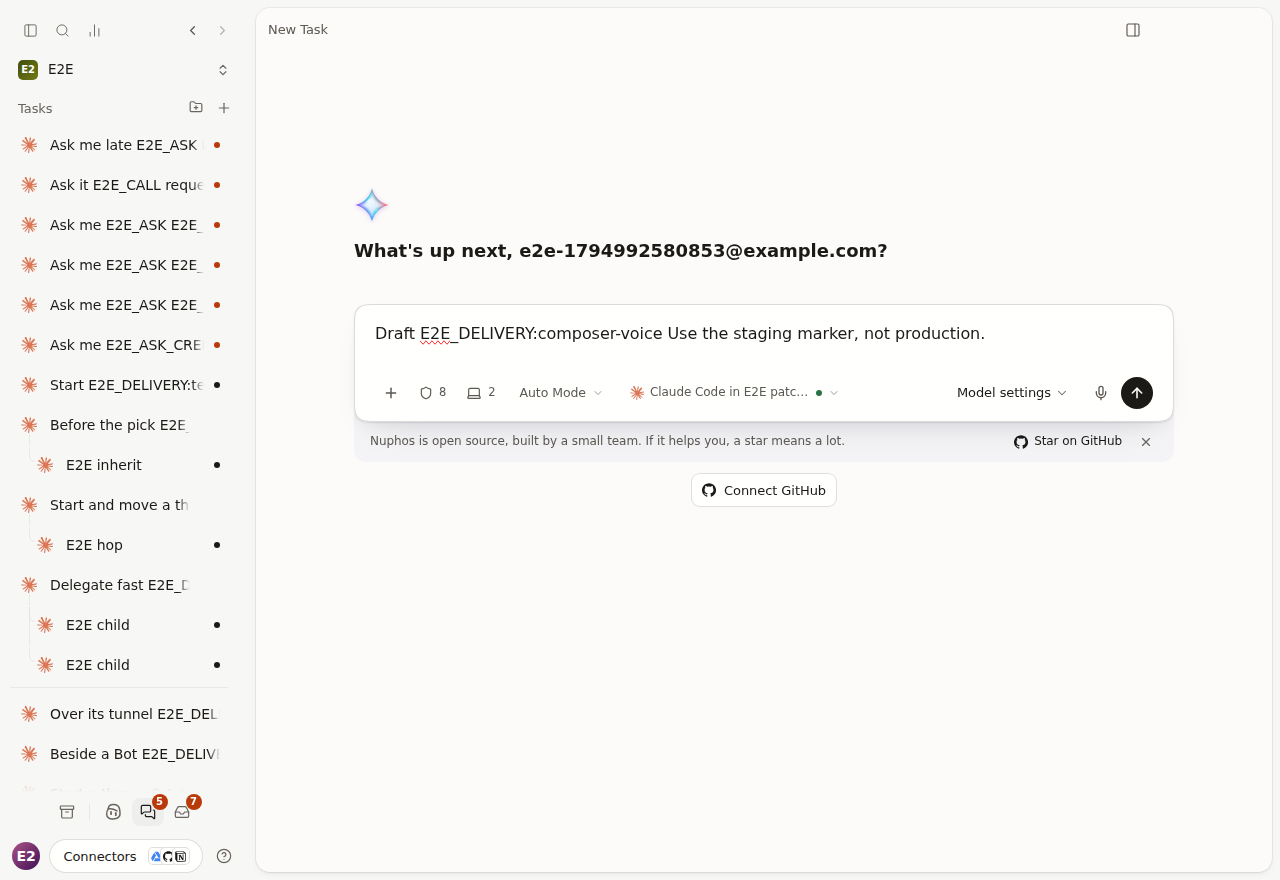 New Task
E2 E2E
Tasks
Ask me late E2E_ASK
Ask it E2E_CALL reque
Ask me E2E_ASK E2E_
Ask me E2E_ASK E2E_
Ask me E2E_ASK E2E_
Ask me E2E_ASK_CRE
Start E2E_DELIVERY:te
Before the pick E2E_
E2E inherit
Start and move a th
E2E hop
Delegate fast E2E_D
E2E child
E2E child
Over its tunnel E2E_DEL
Beside a Bot E2E_DELIV
5 7
E2 Connectors
What's up next, e2e-1794992580853@example.com?
Draft E2E_DELIVERY:composer-voice Use the staging marker, not production.
8 2 Auto Mode Claude Code in E2E patc... Model settings
Nuphos is open source, built by a small team. If it helps you, a star means a lot. Star on GitHub
Connect GitHub